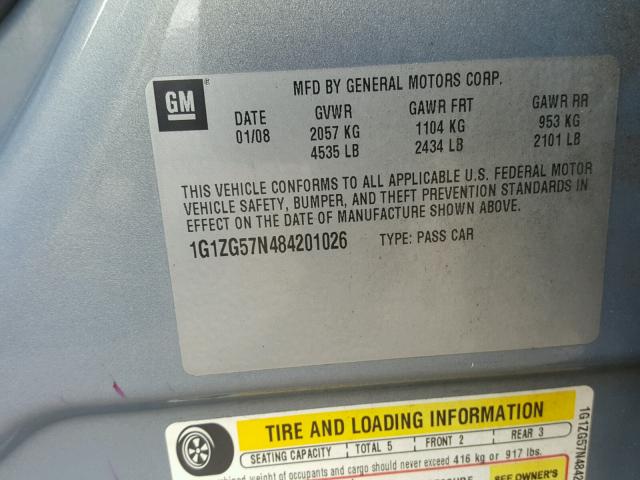 MFD BY GENERAL MOTORS CORP.
GM
DATE GVWR GAWR FRT GAWR RR
01/08 2057 KG 1104 KG 953 KG
4535 LB 2434 LB 2101 LB
THIS VEHICLE CONFORMS TO ALL APPLICABLE U.S. FEDERAL MOTOR
VEHICLE SAFETY, BUMPER, AND THEFT PREVENTION STANDARDS IN
EFFECT ON THE DATE OF MANUFACTURE SHOWN ABOVE.
1G1ZG57N484201026 TYPE: PASS CAR
TIRE AND LOADING INFORMATION
SEATING CAPACITY TOTAL 5 FRONT 2 REAR 3
weight of occupants and cargo should never exceed 416 kg or 917 lbs.
SEE OWNER'S
1G1ZG57N4842